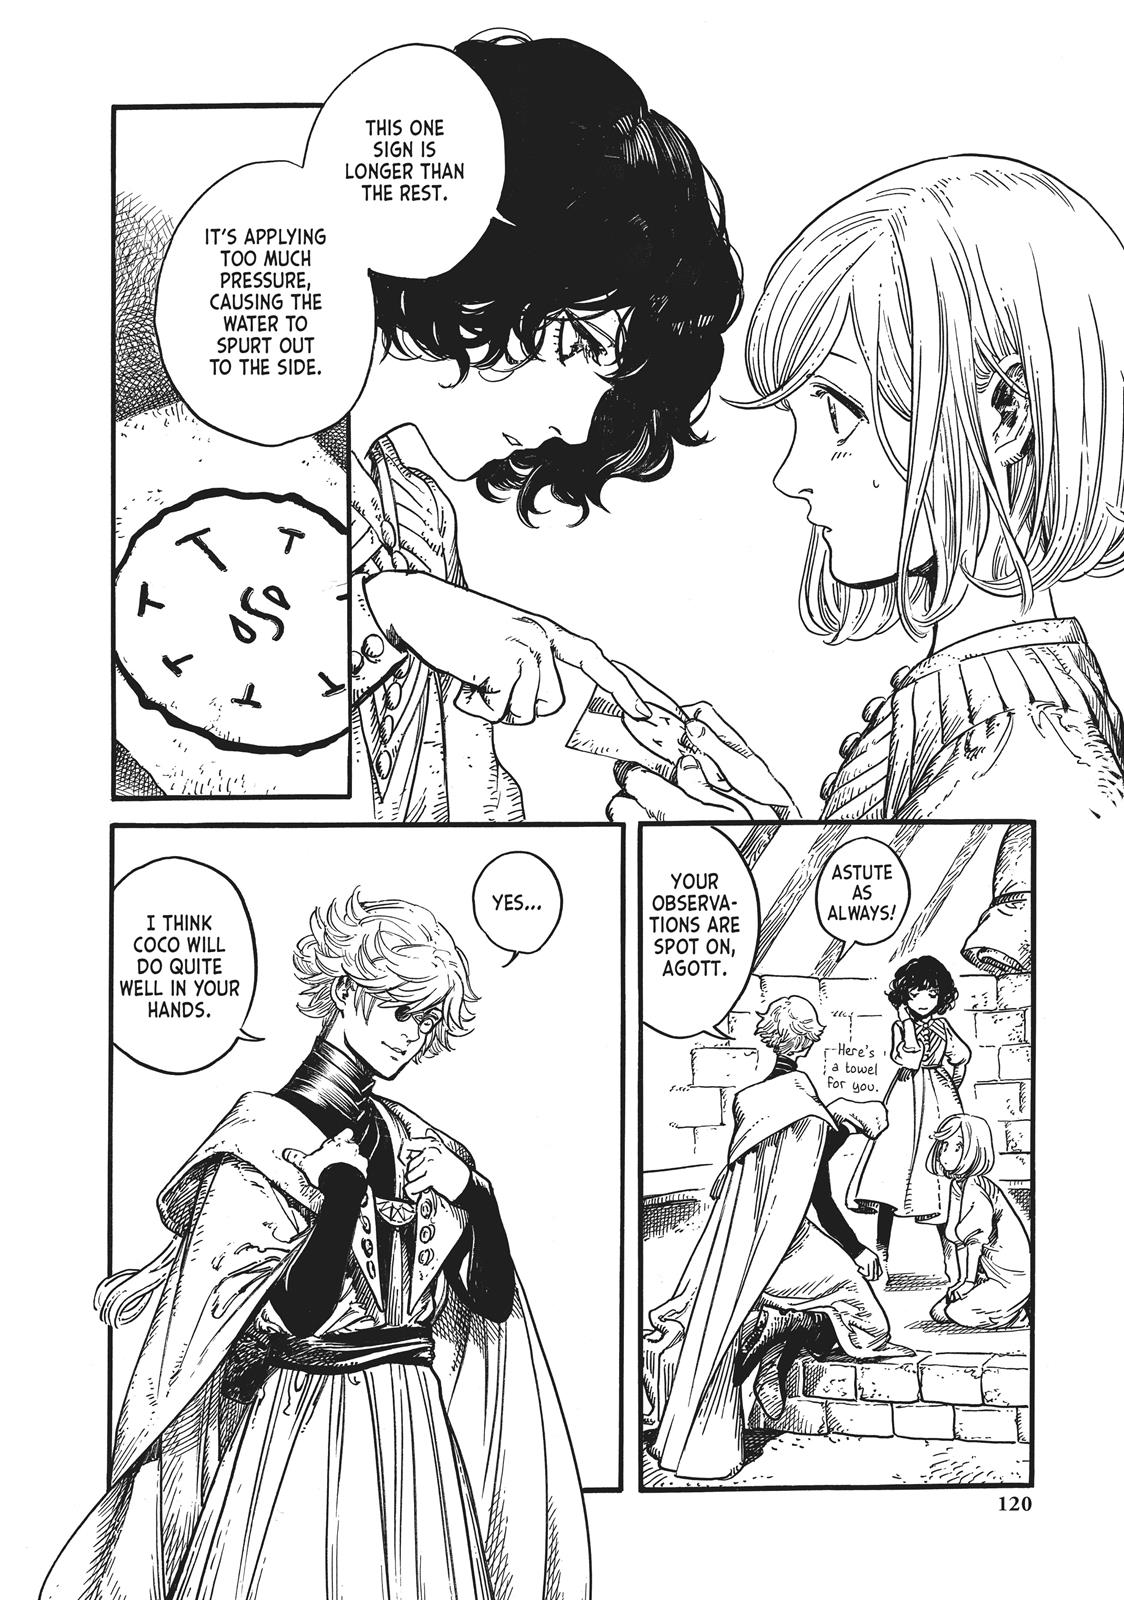 THIS ONE
SIGN IS
LONGER THAN
THE REST.
IT'S APPLYING
TOO MUCH
PRESSURE,
CAUSING THE
WATER TO
SPURT OUT
TO THE SIDE.
ASTUTE
AS
ALWAYS!
YOUR
OBSERVA-
TIONS ARE
SPOT ON,
AGOTT.
Here's
a towel
for you.
YES...
I THINK
COCO WILL
DO QUITE
WELL IN YOUR
HANDS.
120